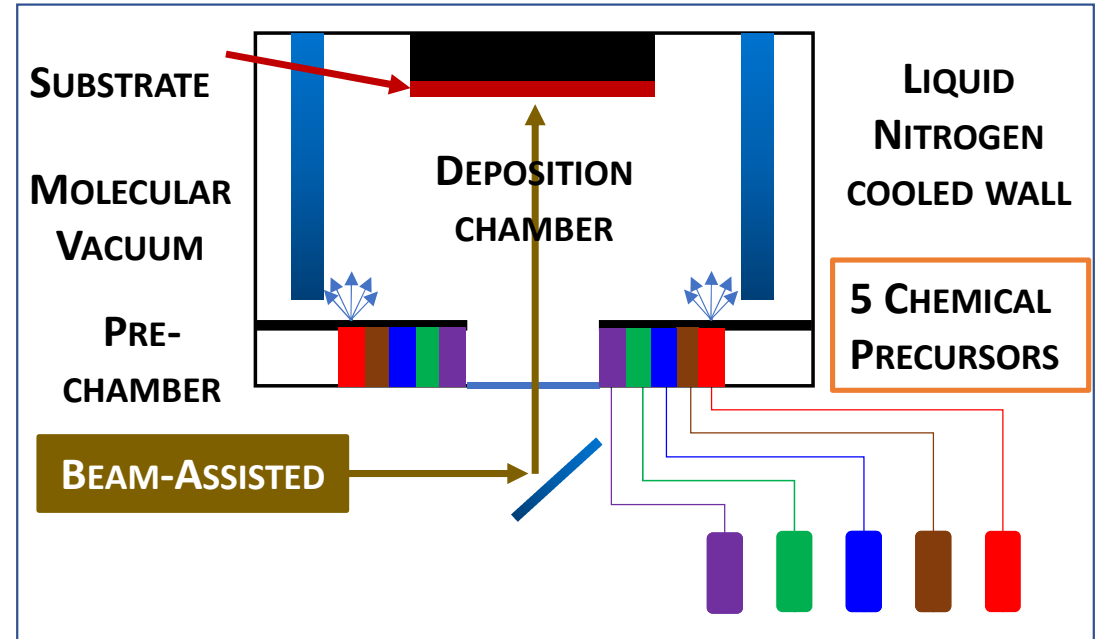 SUBSTRATE
MOLECULAR
VACUUM
PRE-
CHAMBER
BEAM-ASSISTED
DEPOSITION
CHAMBER
LIQUID
NITROGEN
COOLED WALL
5 CHEMICAL
PRECURSORS